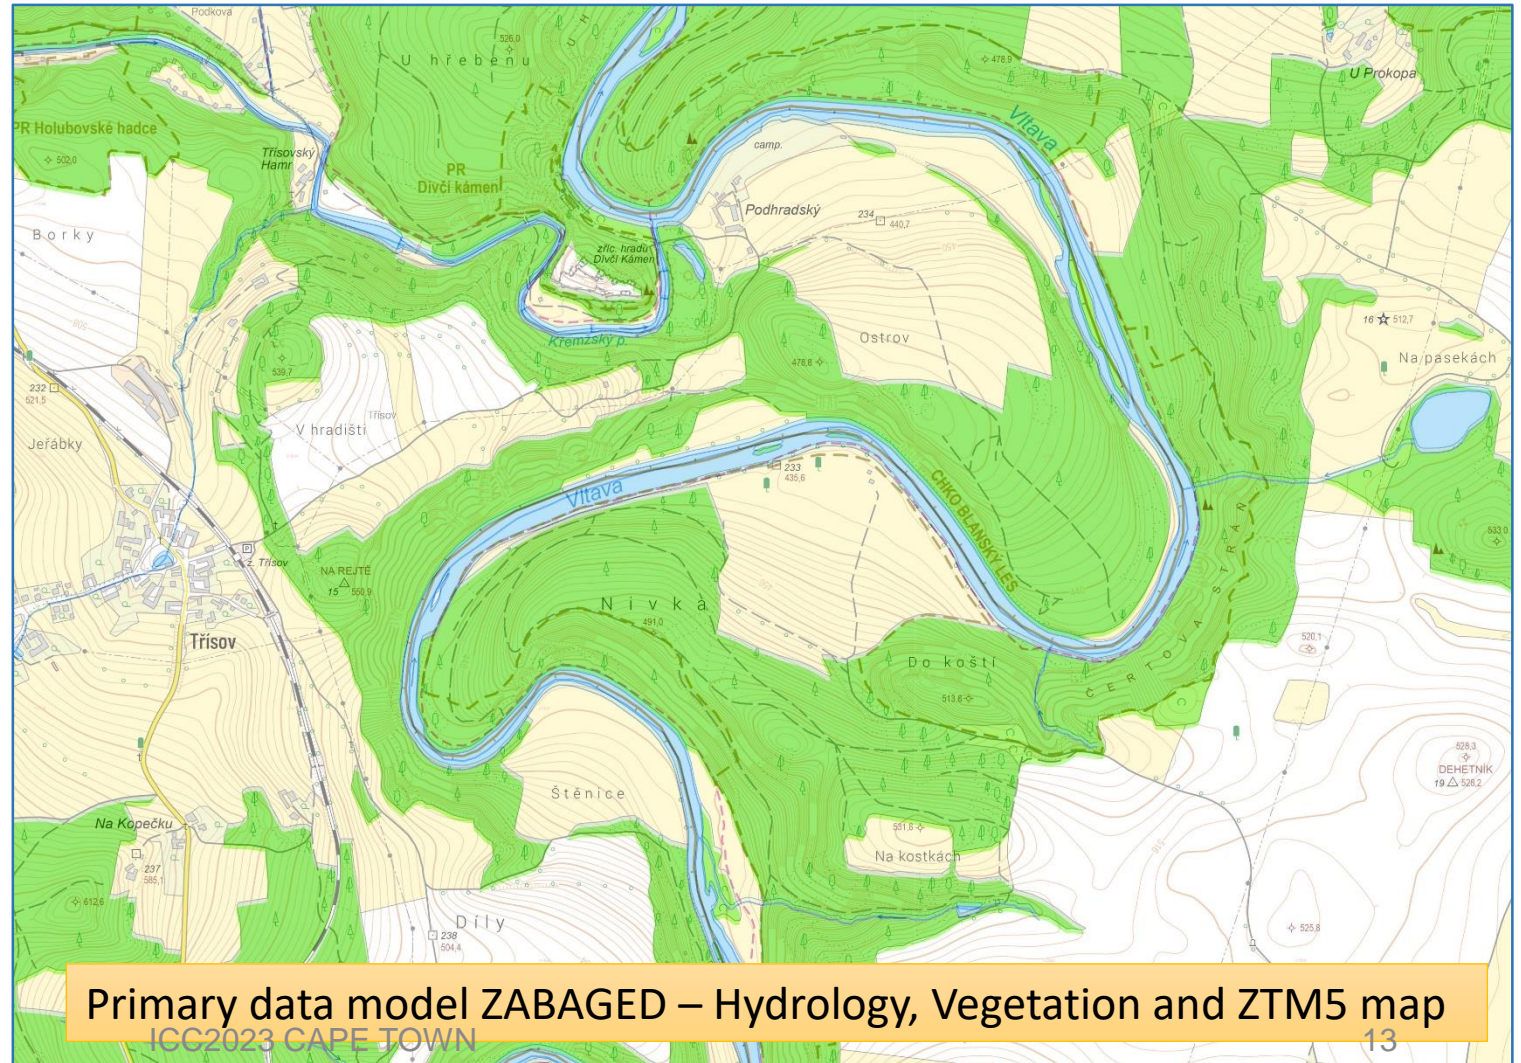 Podkova
526,0
U hřebenu
478,9
U Prokopa
PR Holubovské hadce
502,0
Vltava
camp.
Třísovský
Hamr
PR
Dívčí kámen
Podhradský
234
440,7
Borky
zříc. hradu
Dívčí Kámen
Křemžský p.
Ostrov
16
512,7
Na pasekách
478,8
539,7
232
521,5
Třísov
V hradišti
Jeřábky
233
435,6
Vltava
CHKO BLANSKÝ LES
533,0
P
z. Třísov
NA REJTĚ
15
550,9
Nivka
491,0
Třísov
520,1
Do koští
513,6
ČERTOVA STRÁŇ
528,3
DEHETNÍK
19
528,2
Štěnice
Na Kopečku
237
585,1
551,6
Na kostkách
612,6
Díly
238
504,4
525,8
Primary data model ZABAGED – Hydrology, Vegetation and ZTM5 map
ICC2023 CAPE TOWN
13